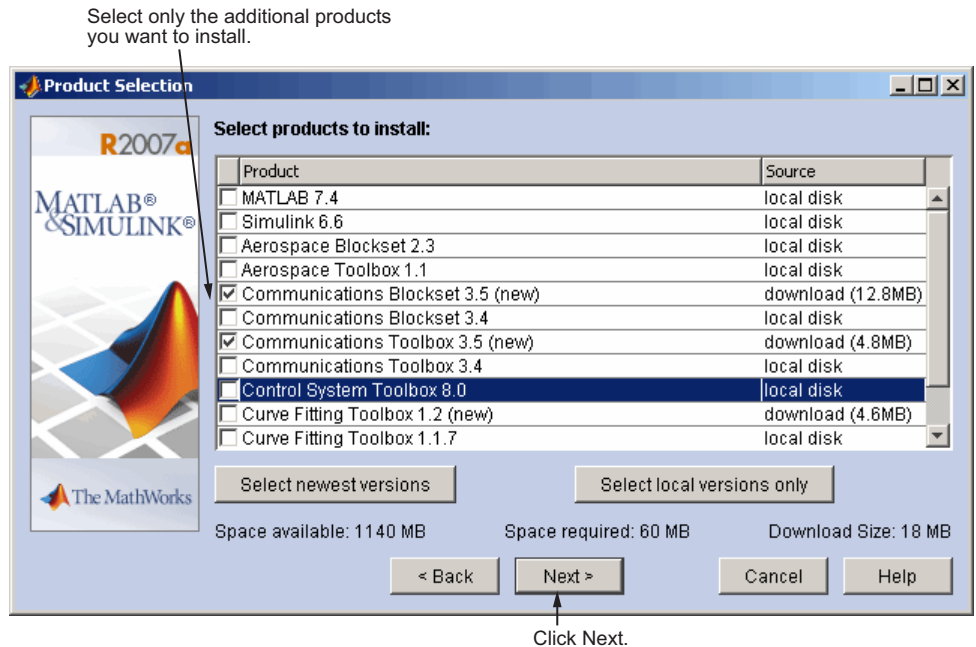 Select only the additional products
you want to install.
Product Selection
R2007a
MATLAB®
&SIMULINK®
The MathWorks
Select products to install:
Product Source
MATLAB 7.4 local disk
Simulink 6.6 local disk
Aerospace Blockset 2.3 local disk
Aerospace Toolbox 1.1 local disk
Communications Blockset 3.5 (new) download (12.8MB)
Communications Blockset 3.4 local disk
Communications Toolbox 3.5 (new) download (4.8MB)
Communications Toolbox 3.4 local disk
Control System Toolbox 8.0 local disk
Curve Fitting Toolbox 1.2 (new) download (4.6MB)
Curve Fitting Toolbox 1.1.7 local disk
Select newest versions Select local versions only
Space available: 1140 MB Space required: 60 MB Download Size: 18 MB
< Back Next > Cancel Help
Click Next.